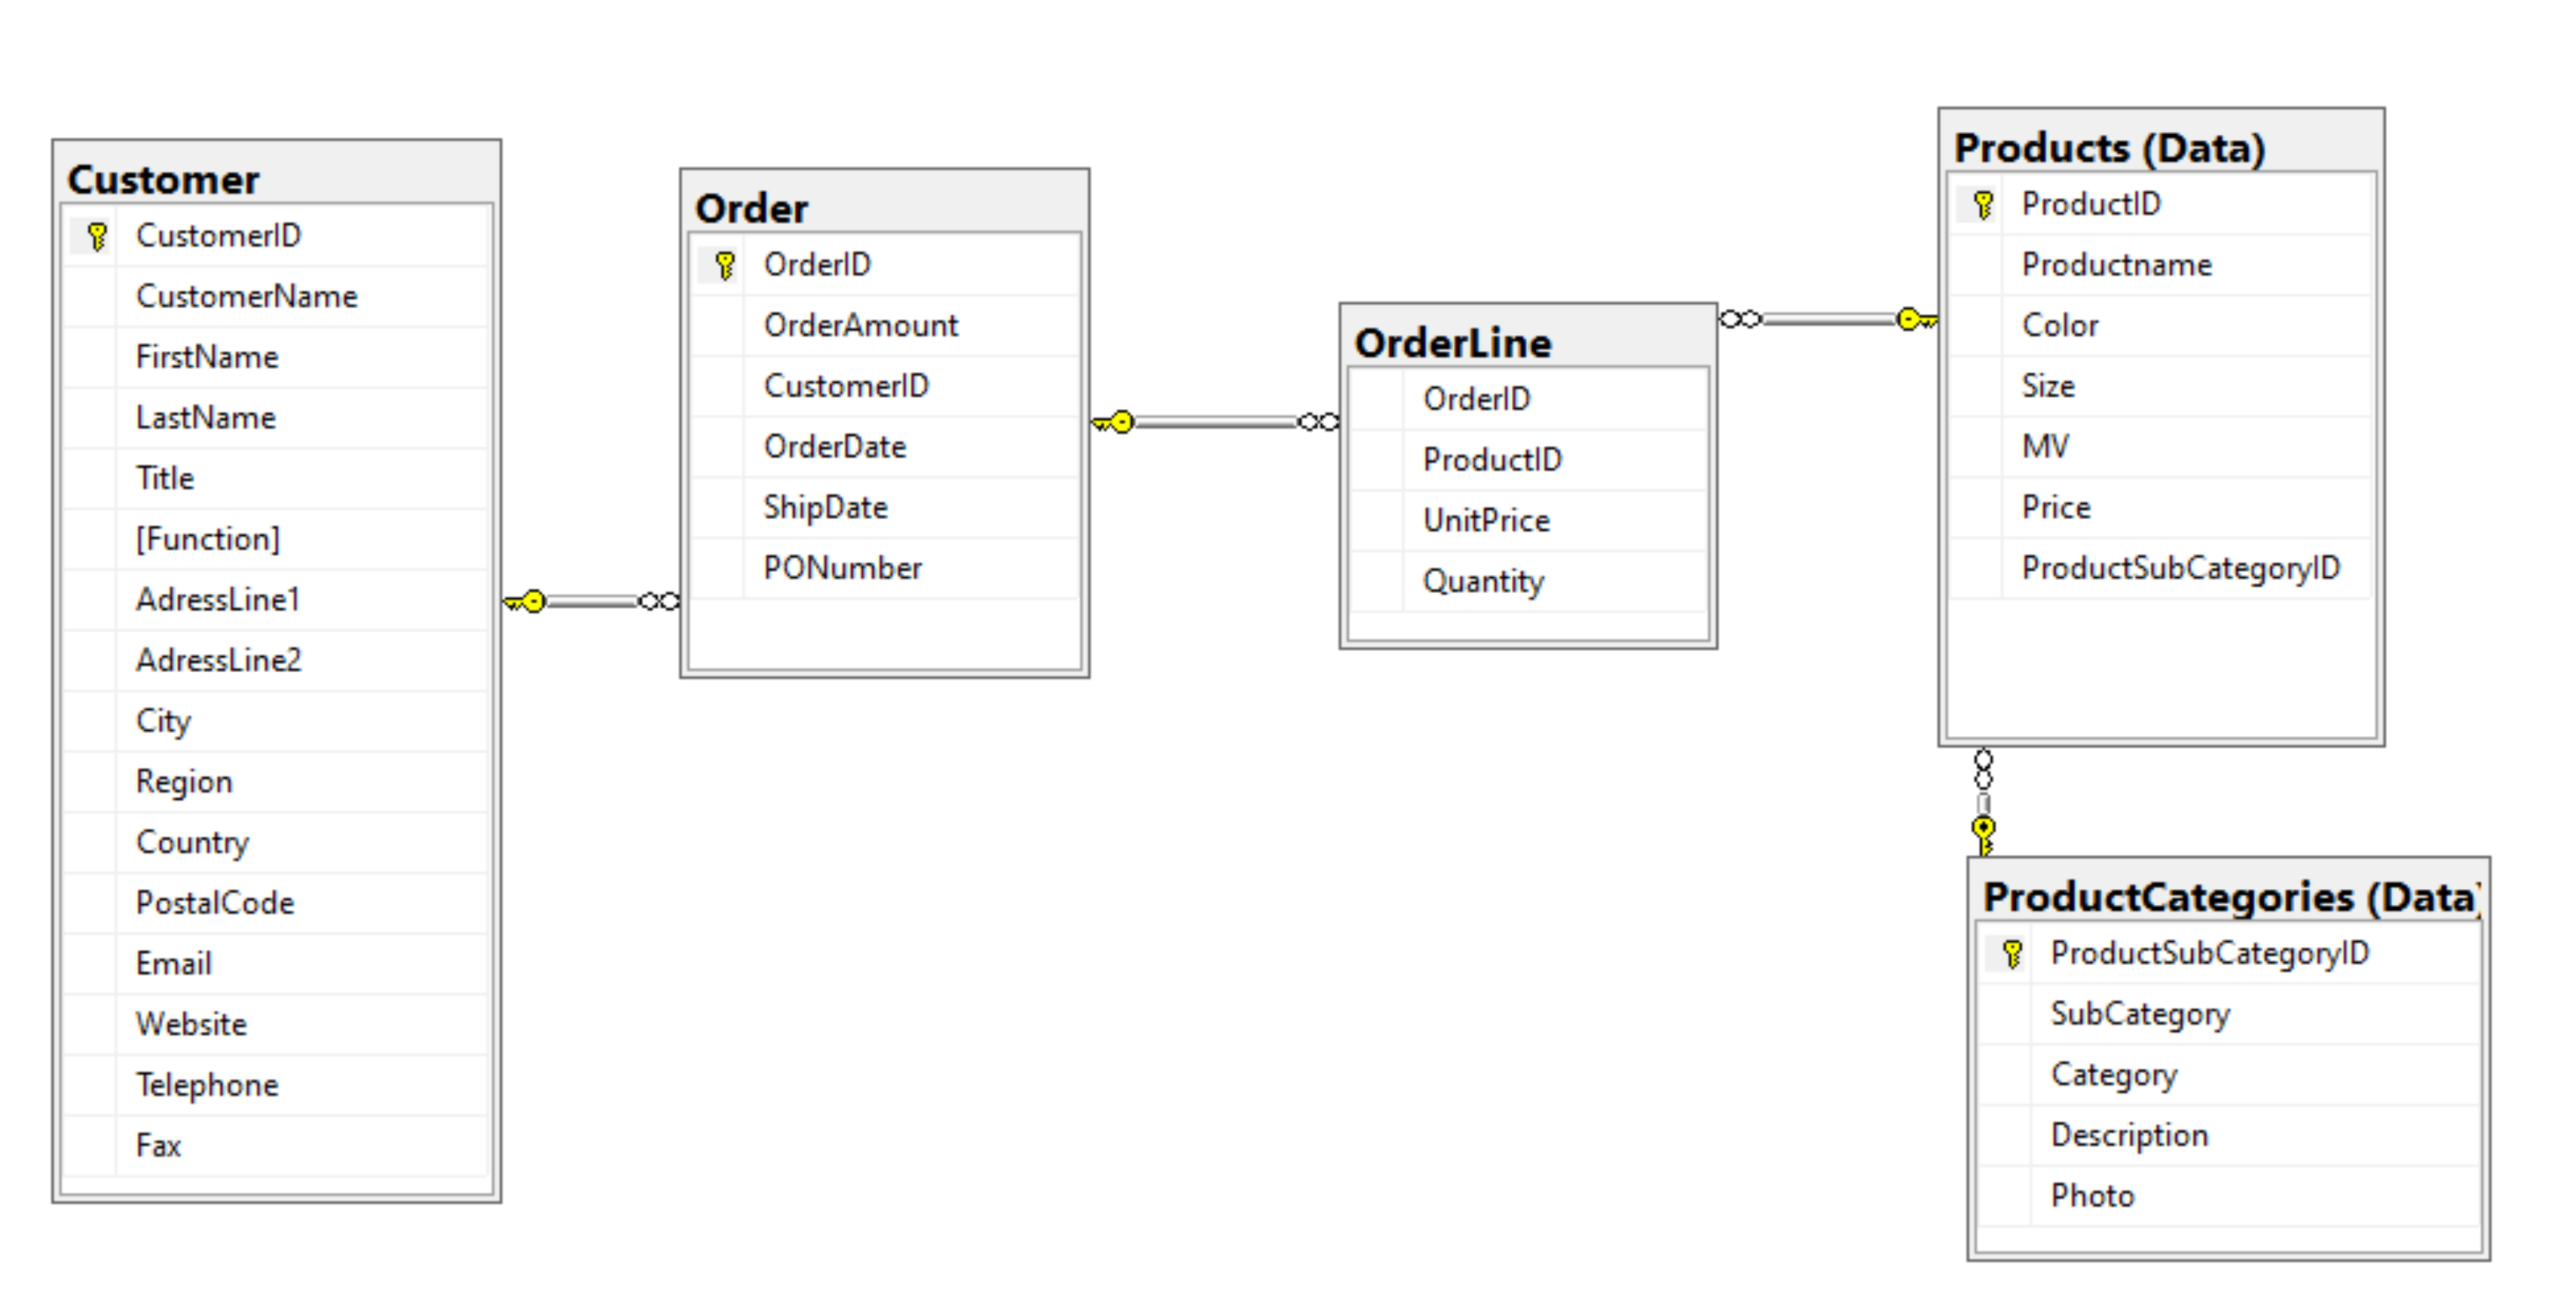 Customer
CustomerID
CustomerName
FirstName
LastName
Title
[Function]
AdressLine1
AdressLine2
City
Region
Country
PostalCode
Email
Website
Telephone
Fax
Order
OrderID
OrderAmount
CustomerID
OrderDate
ShipDate
PONumber
OrderLine
OrderID
ProductID
UnitPrice
Quantity
Products (Data)
ProductID
Productname
Color
Size
MV
Price
ProductSubCategoryID
ProductCategories (Data)
ProductSubCategoryID
SubCategory
Category
Description
Photo